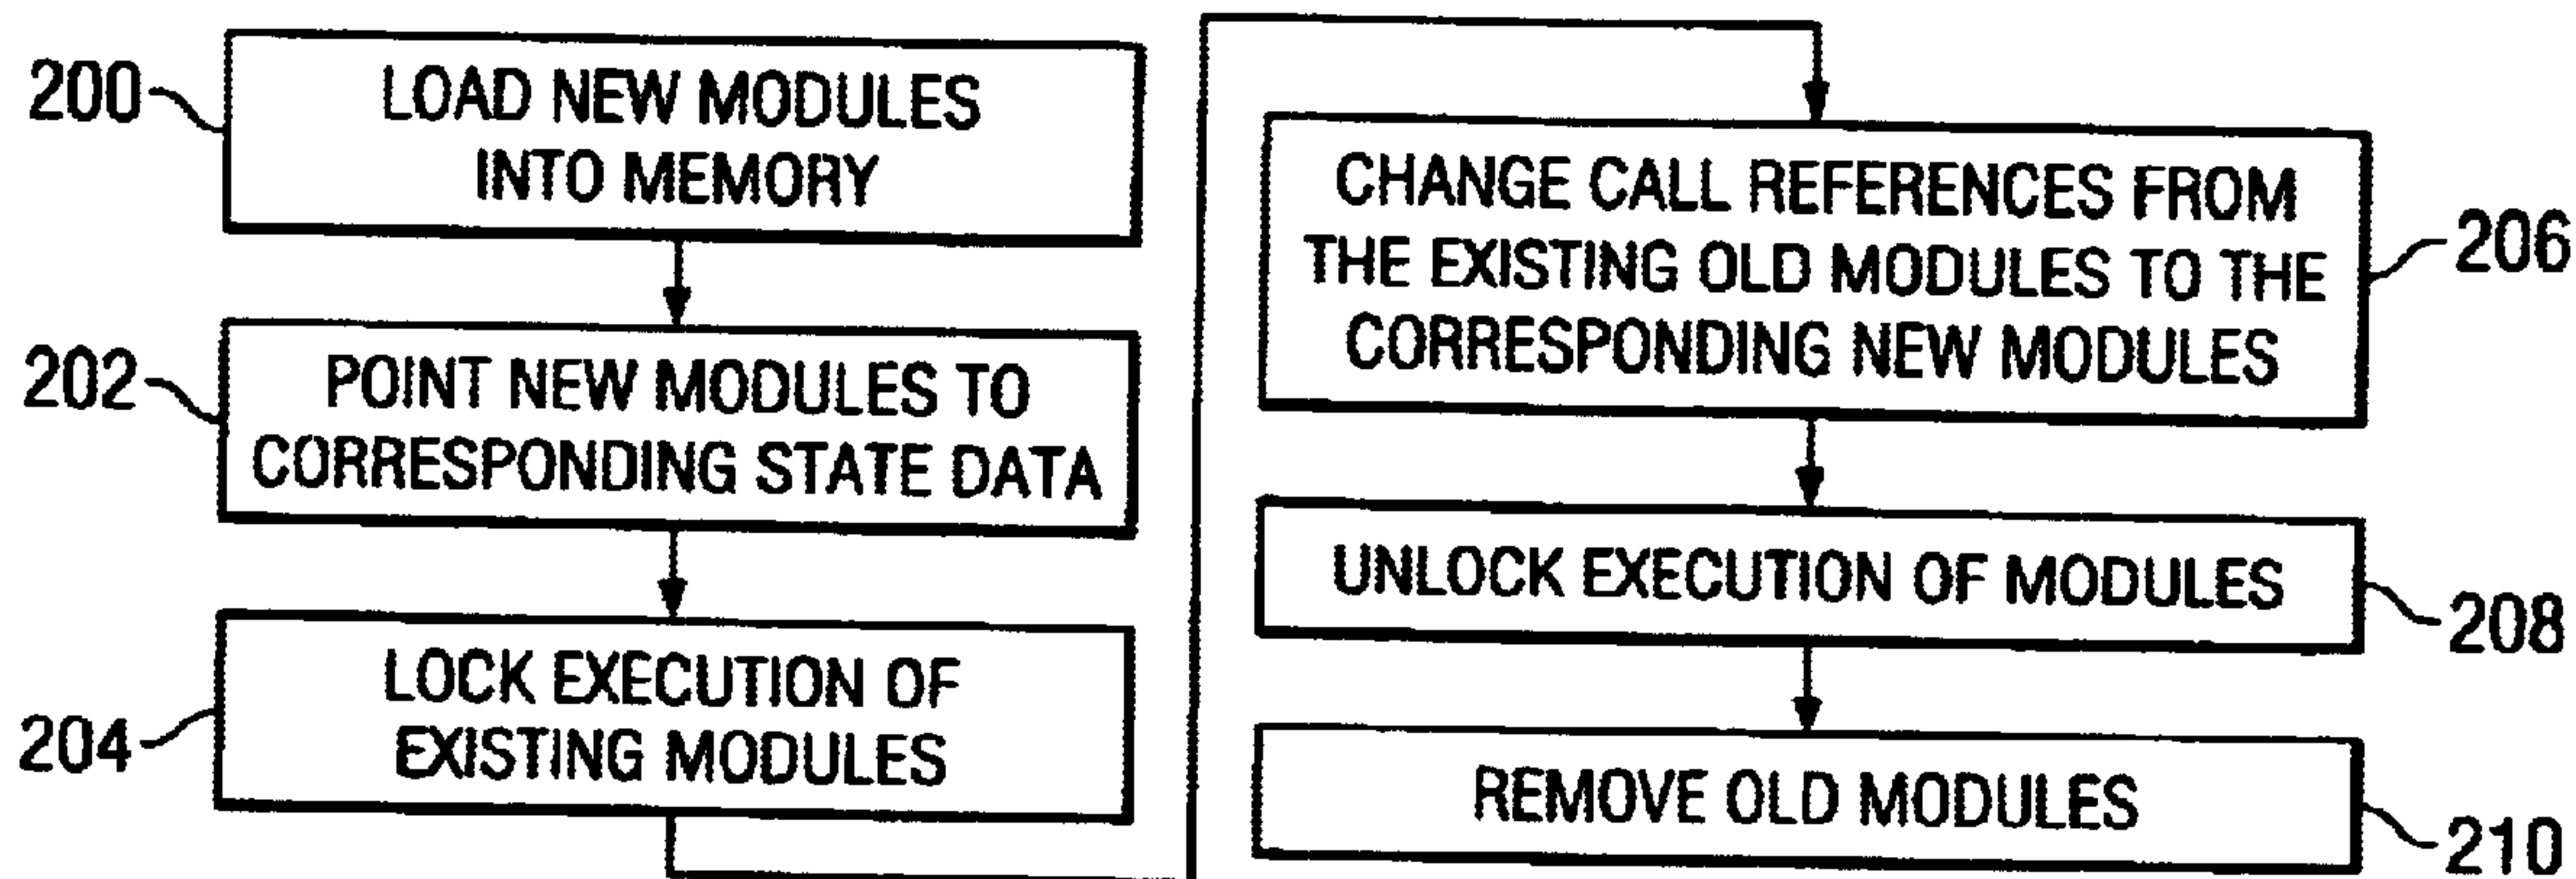 200
LOAD NEW MODULES
INTO MEMORY
202
POINT NEW MODULES TO
CORRESPONDING STATE DATA
204
LOCK EXECUTION OF
EXISTING MODULES
CHANGE CALL REFERENCES FROM
THE EXISTING OLD MODULES TO THE
CORRESPONDING NEW MODULES
206
UNLOCK EXECUTION OF MODULES
208
REMOVE OLD MODULES
210